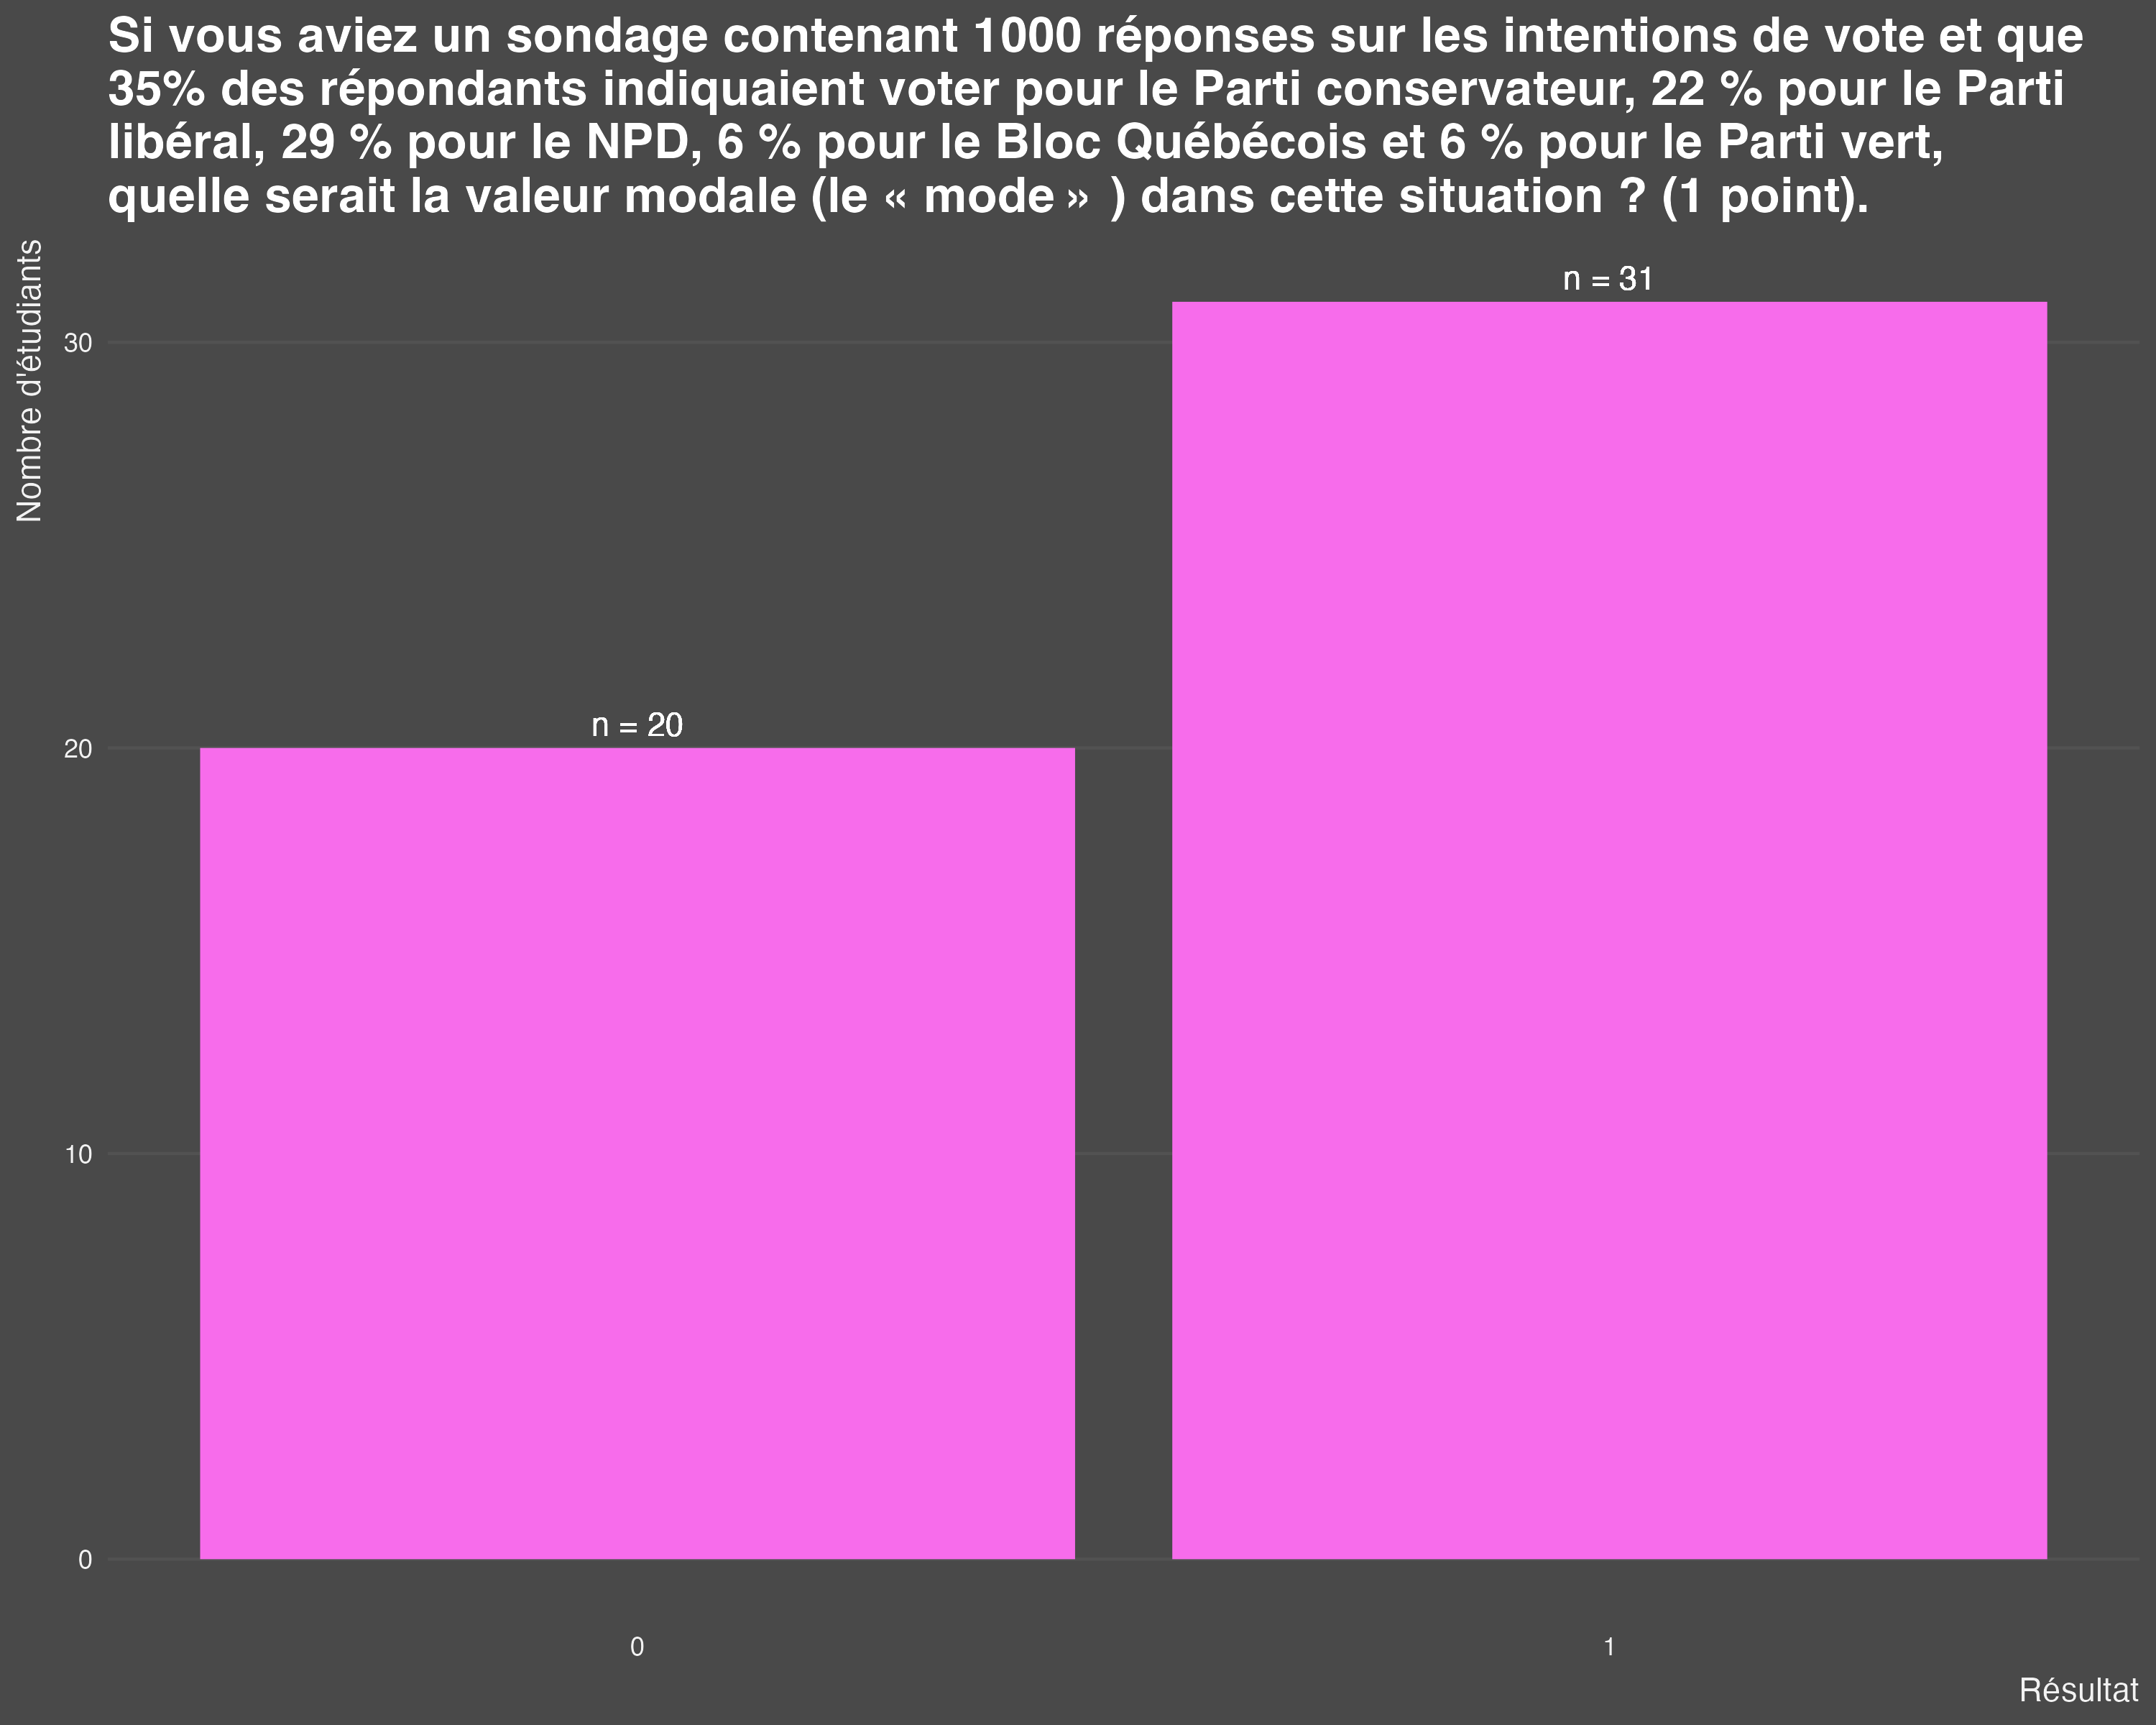 Si vous aviez un sondage contenant 1000 réponses sur les intentions de vote et que
35% des répondants indiquaient voter pour le Parti conservateur, 22 % pour le Parti
libéral, 29 % pour le NPD, 6 % pour le Bloc Québécois et 6 % pour le Parti vert,
quelle serait la valeur modale (le « mode » ) dans cette situation ? (1 point).
Nombre d'étudiants
n = 31
30
n = 20
20
10
0
0
1
Résultat